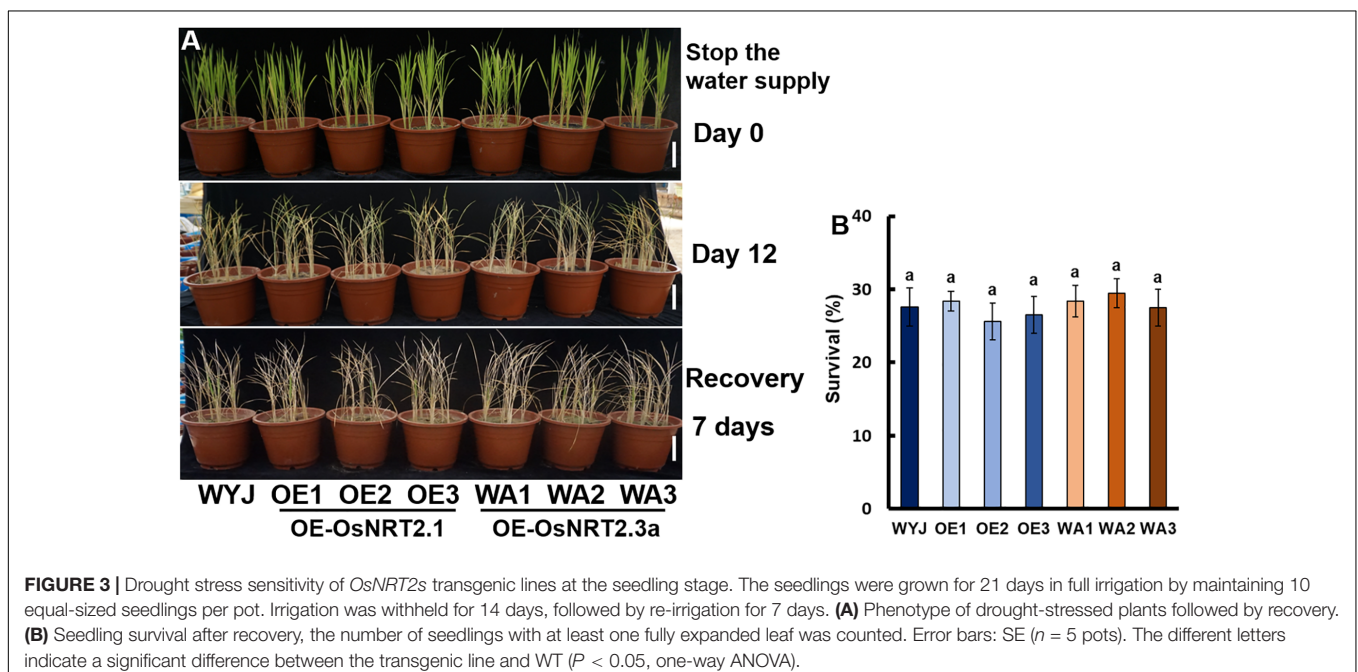 A
Stop the
water supply
Day 0
Day 12
Recovery
7 days
WYJ OE1 OE2 OE3 WA1 WA2 WA3
OE-OsNRT2.1 OE-OsNRT2.3a
B
Survival (%)
40
30
20
10
0
a a a a a a a
WYJ OE1 OE2 OE3 WA1 WA2 WA3
FIGURE 3 | Drought stress sensitivity of OsNRT2s transgenic lines at the seedling stage. The seedlings were grown for 21 days in full irrigation by maintaining 10
equal-sized seedlings per pot. Irrigation was withheld for 14 days, followed by re-irrigation for 7 days. (A) Phenotype of drought-stressed plants followed by recovery.
(B) Seedling survival after recovery, the number of seedlings with at least one fully expanded leaf was counted. Error bars: SE (n = 5 pots). The different letters
indicate a significant difference between the transgenic line and WT (P < 0.05, one-way ANOVA).